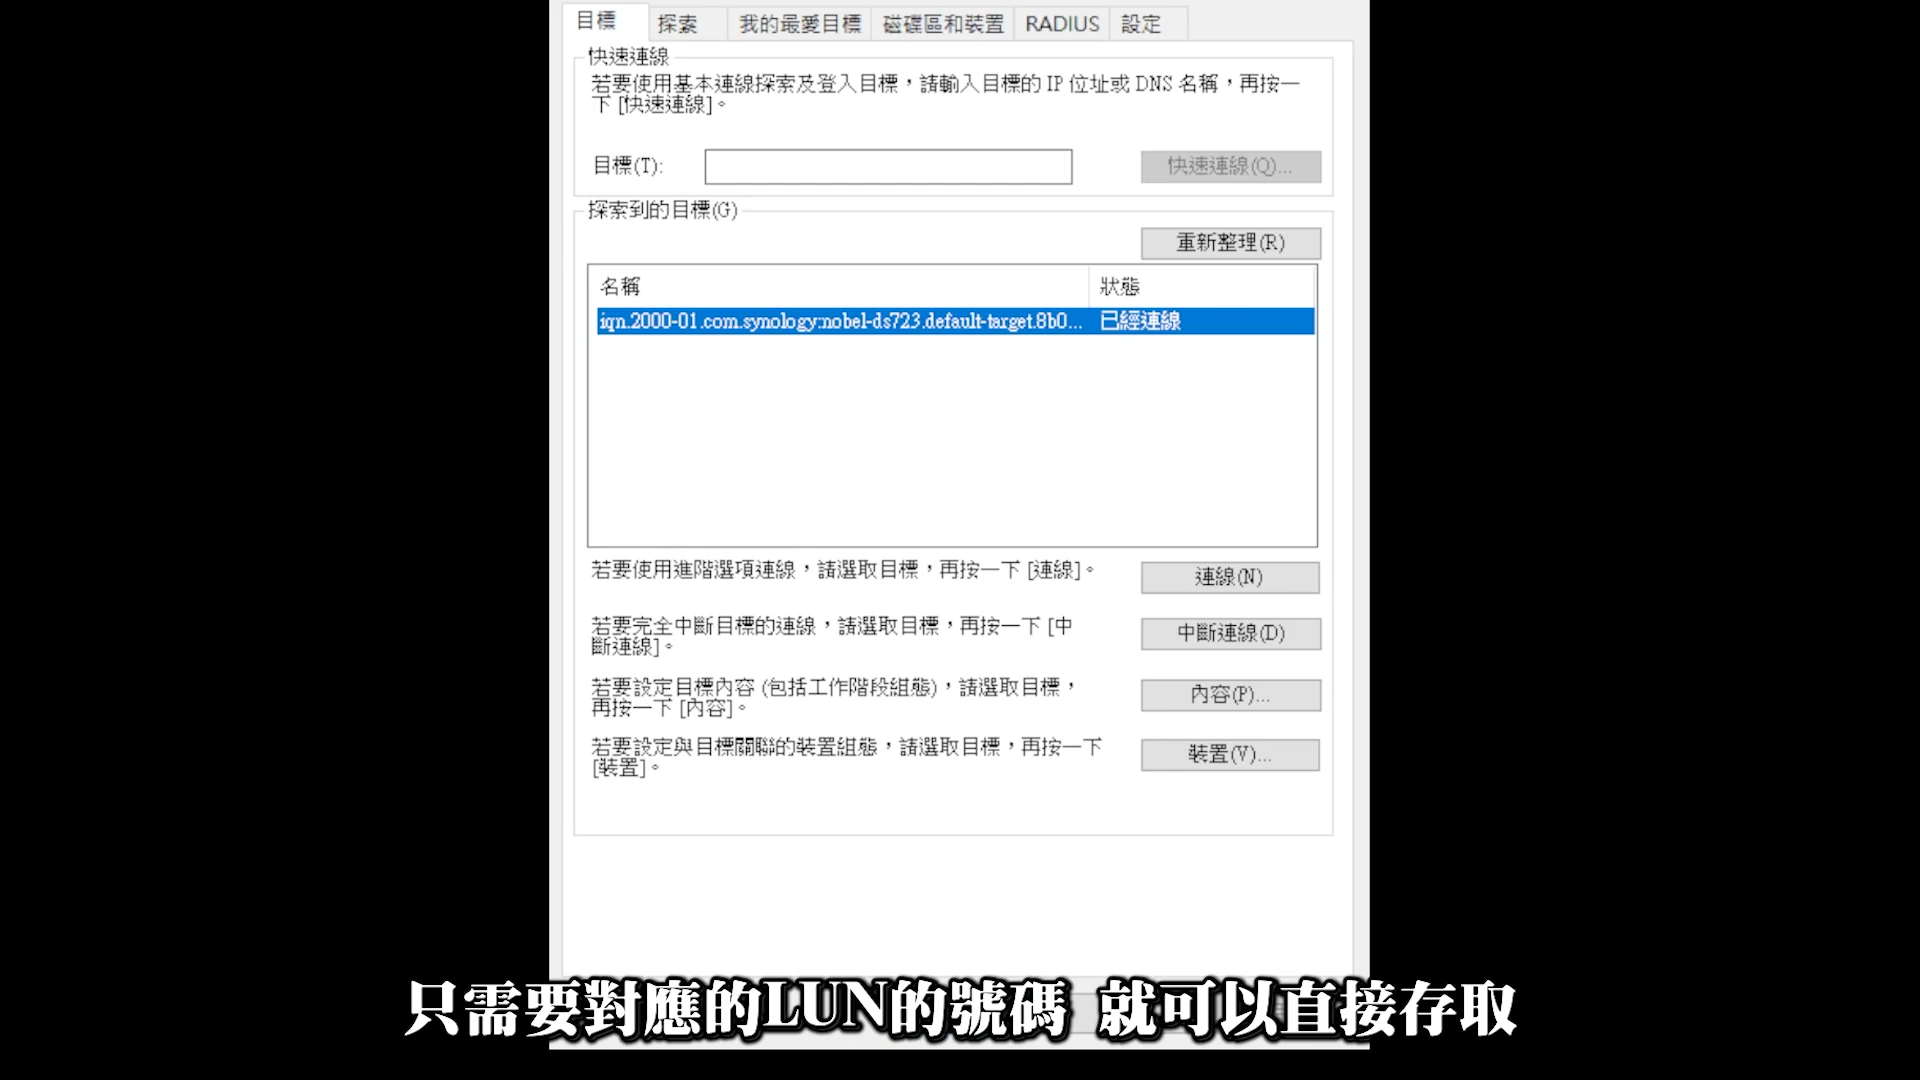 目標 探索 我的最愛目標 磁碟區和裝置 RADIUS 設定
快速連線
若要使用基本連線探索及登入目標，請輸入目標的 IP 位址或 DNS 名稱，再按一
下 [快速連線]。
目標(T): 快速連線(Q)...
探索到的目標(G)
重新整理(R)
名稱 狀態
iqn.2000-01.com.synology:nobel-ds723.default-target.8b0... 已經連線
若要使用進階選項連線，請選取目標，再按一下 [連線]。 連線(N)
若要完全中斷目標的連線，請選取目標，再按一下 [中
斷連線]。
中斷連線(D)
若要設定目標內容 (包括工作階段組態)，請選取目標，
再按一下 [內容]。
內容(P)...
若要設定與目標關聯的裝置組態，請選取目標，再按一下
[裝置]。
裝置(V)...
只需要對應的LUN的號碼 就可以直接存取